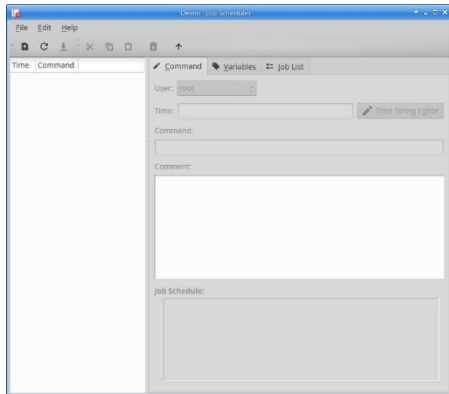 Demo - Job Scheduler
File Edit Help
Time Command
Command Variables Job List
User: root
Time: Time String Editor
Command:
Comment:
Job Schedule: